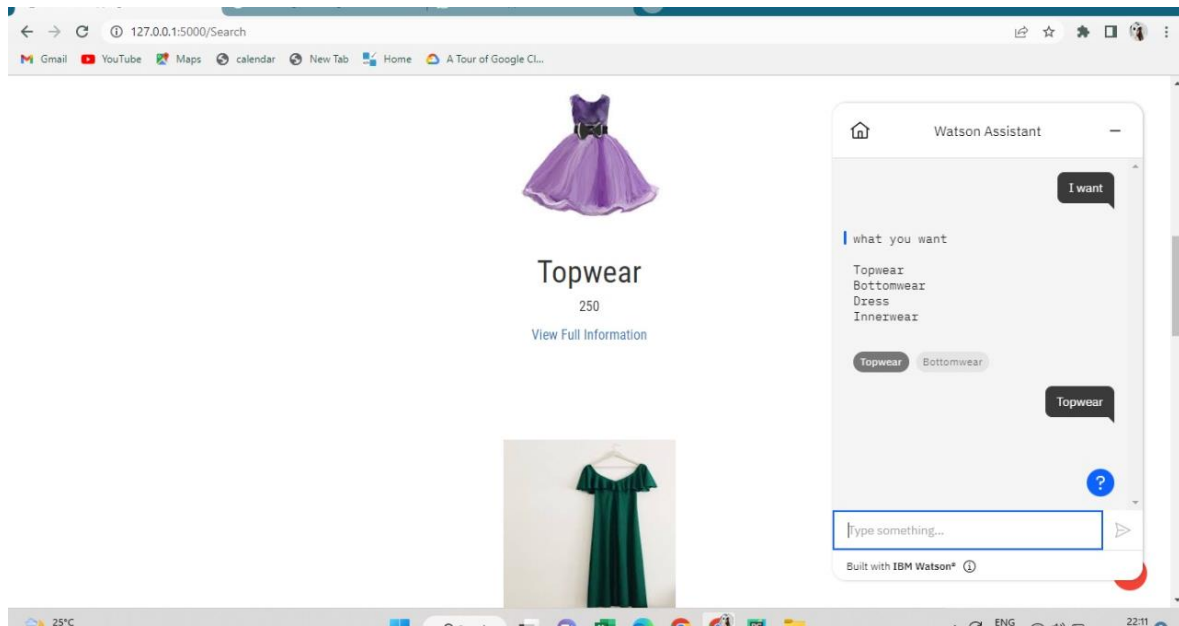 127.0.0.1:5000/Search
Gmail YouTube Maps calendar New Tab Home A Tour of Google Cl...
Topwear
250
View Full Information
Watson Assistant
I want
what you want
Topwear
Bottomwear
Dress
Innerwear
Topwear Bottomwear
Topwear
?
Type something...
Built with IBM Watson®
25°C
ENG
22:11